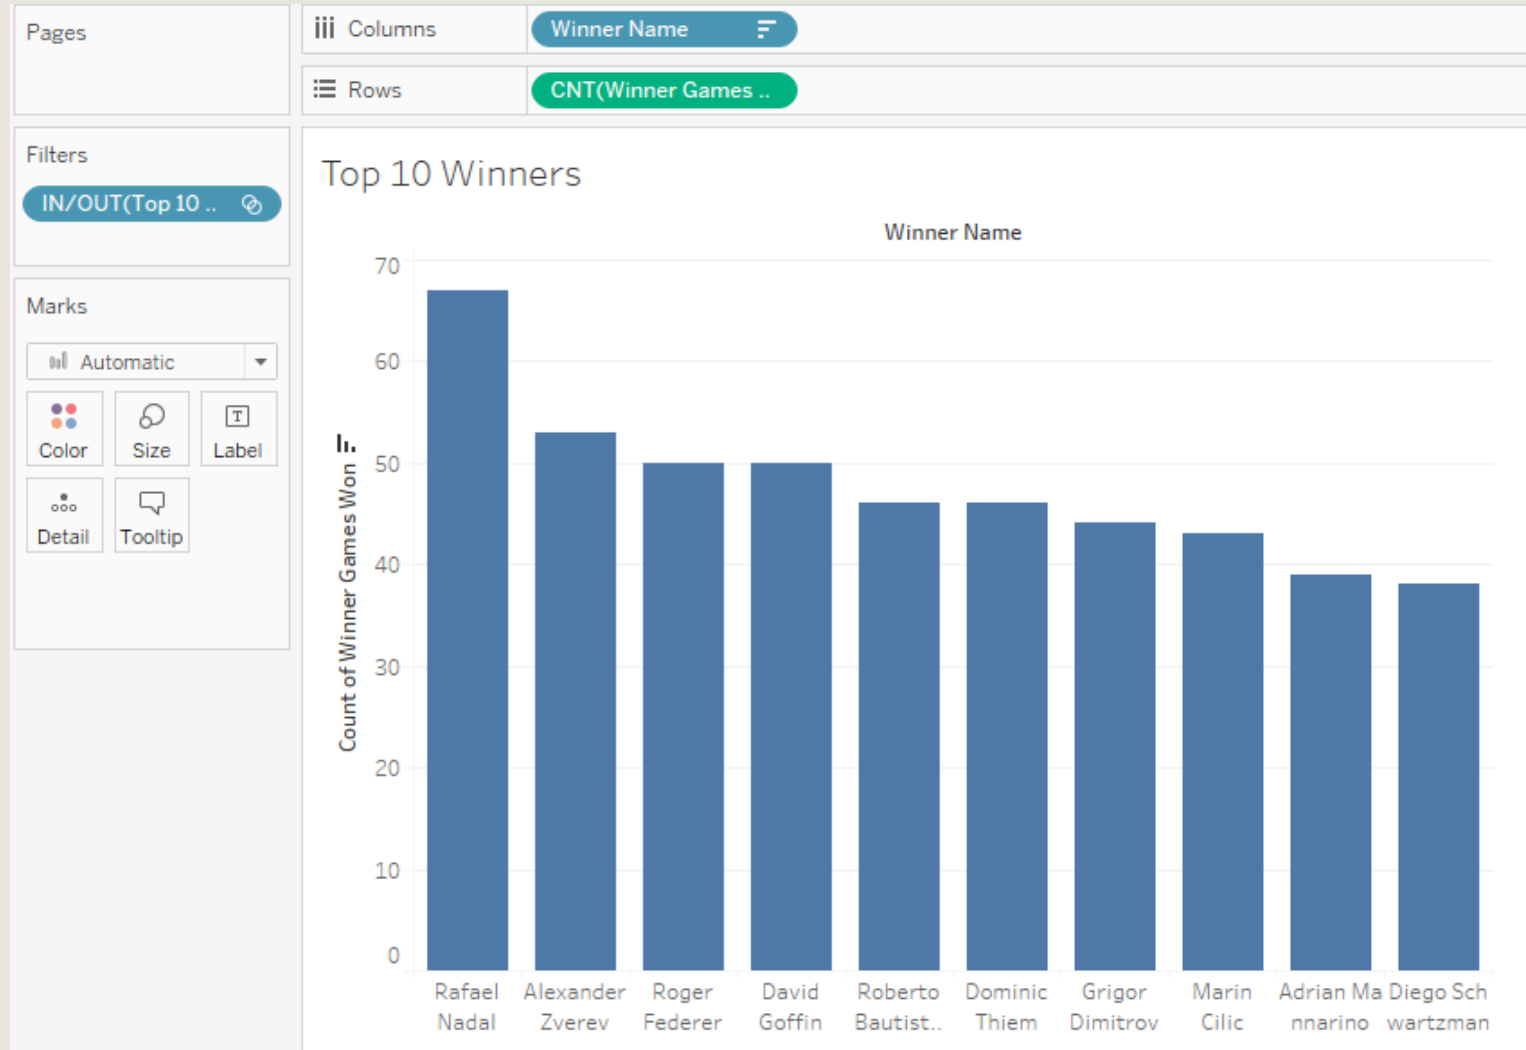 Pages
Columns
Winner Name
Rows
CNT(Winner Games ..
Filters
IN/OUT(Top 10 ..
Marks
Automatic
Color
Size
T
Label
Detail
Tooltip
Top 10 Winners
Winner Name
Count of Winner Games Won
70
60
50
40
30
20
10
0
Rafael
Nadal
Alexander
Zverev
Roger
Federer
David
Goffin
Roberto
Bautist..
Dominic
Thiem
Grigor
Dimitrov
Marin
Cilic
Adrian Ma
nnarino
Diego Sch
wartzman